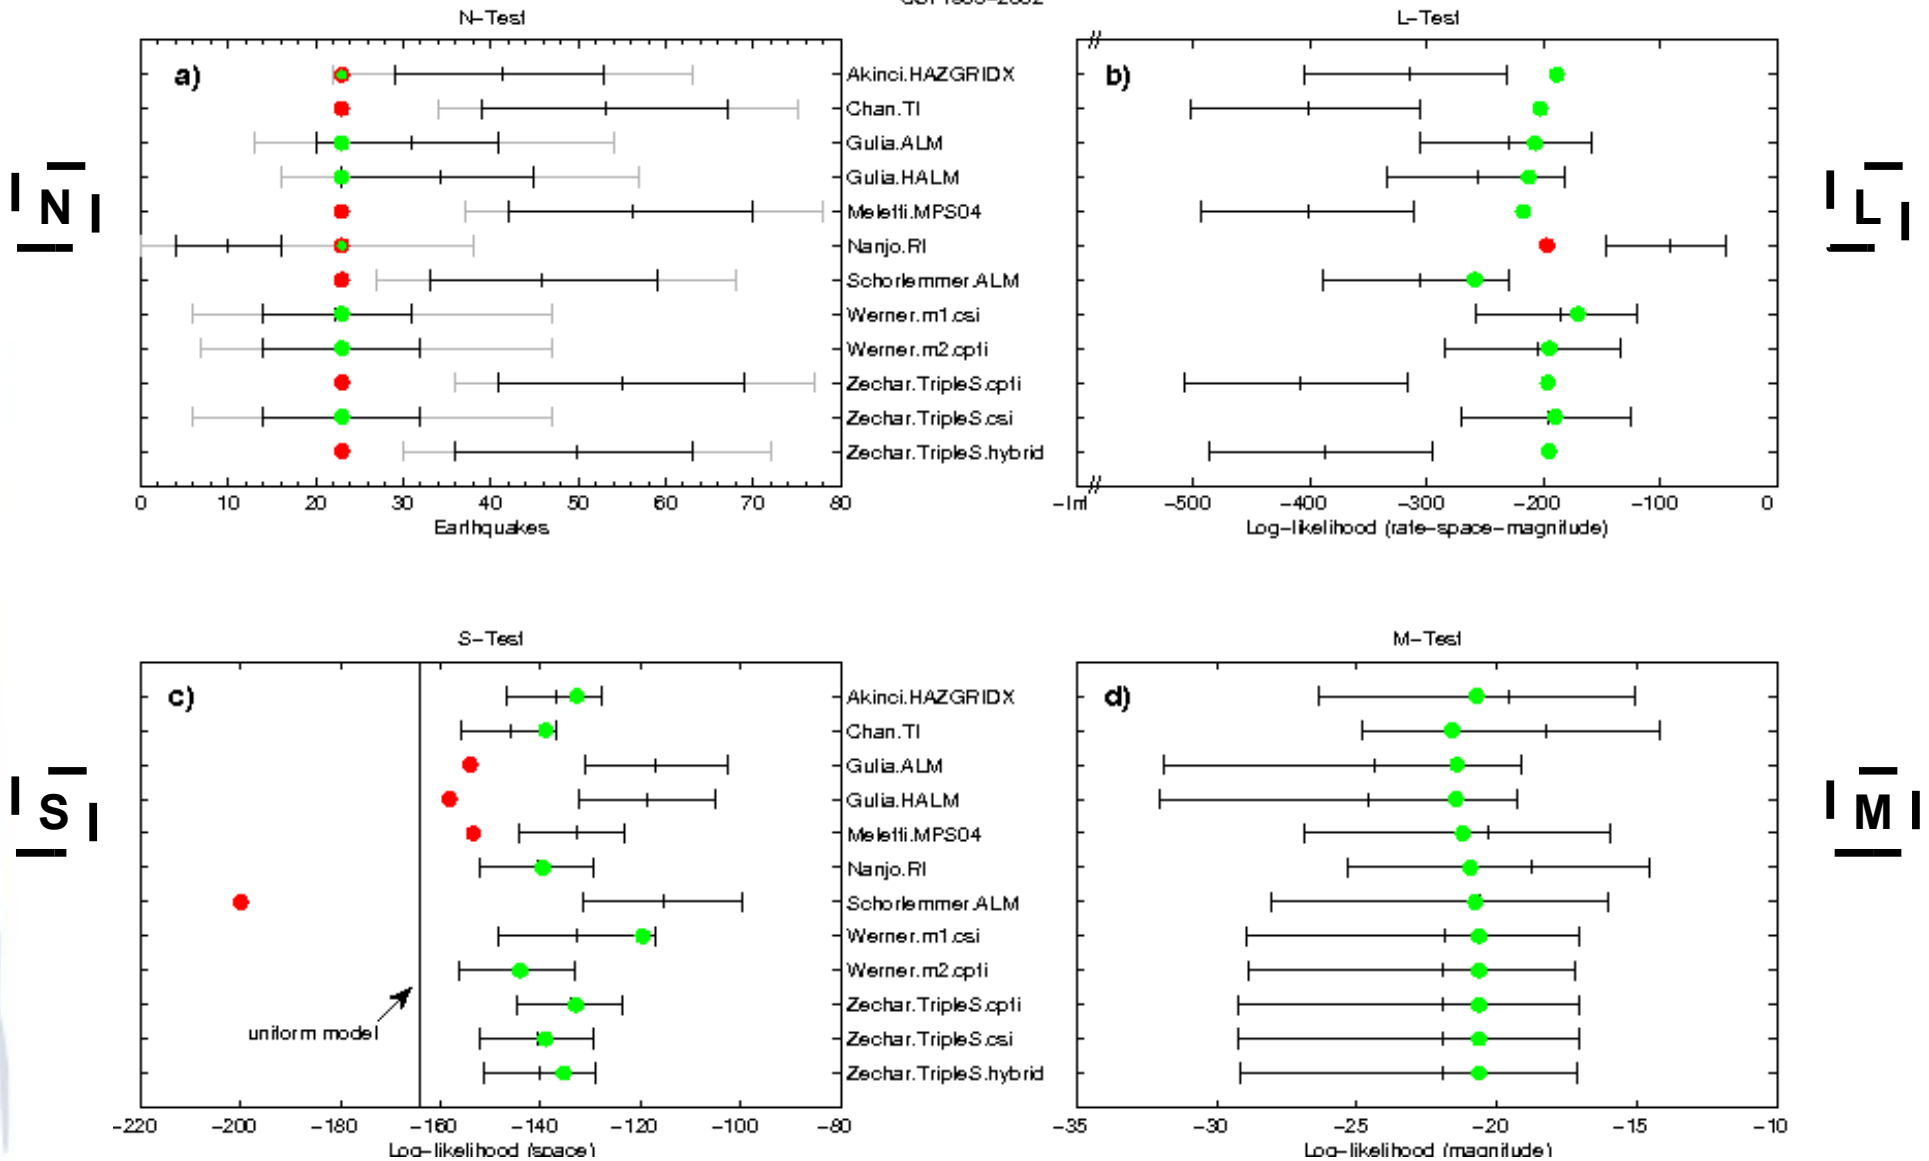 N-Test
L-Test
a)
b)
Akinci.HAZGRIDX
Chan.TI
Gulia.ALM
Gulia.HALM
Meletti.MPS04
Nanjo.RI
Schorlemmer.ALM
Werner.m1.csi
Werner.m2.cpti
Zechar.TripleS.cpti
Zechar.TripleS.csi
Zechar.TripleS.hybrid
N
L
0 10 20 30 40 50 60 70 80
Earthquakes
-Inf -500 -400 -300 -200 -100 0
Log-likelihood (rate-space-magnitude)
S-Test
M-Test
c)
d)
Akinci.HAZGRIDX
Chan.TI
Gulia.ALM
Gulia.HALM
Meletti.MPS04
Nanjo.RI
Schorlemmer.ALM
Werner.m1.csi
Werner.m2.cpti
Zechar.TripleS.cpti
Zechar.TripleS.csi
Zechar.TripleS.hybrid
S
M
uniform model
-220 -200 -180 -160 -140 -120 -100 -80
Log-likelihood (space)
-35 -30 -25 -20 -15 -10
Log-likelihood (magnitude)